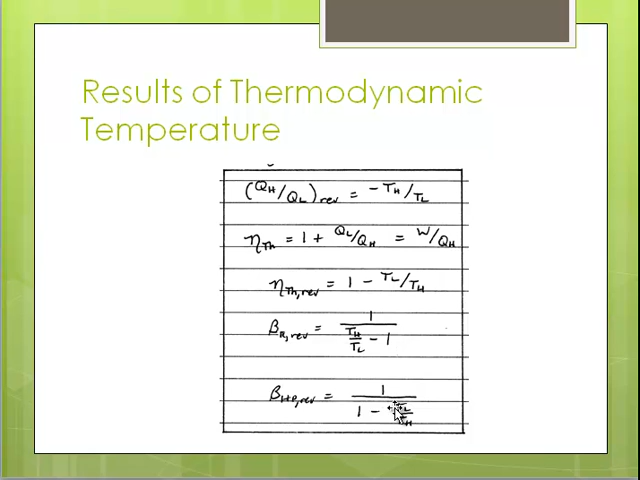 Results of Thermodynamic
Temperature
(QH/QL)rev = -TH/TL
ηTh = 1 + QL/QH = W/QH
ηTh,rev = 1 - TL/TH
βR,rev = 1 / (TH/TL - 1)
βHP,rev = 1 / (1 - TL/TH)